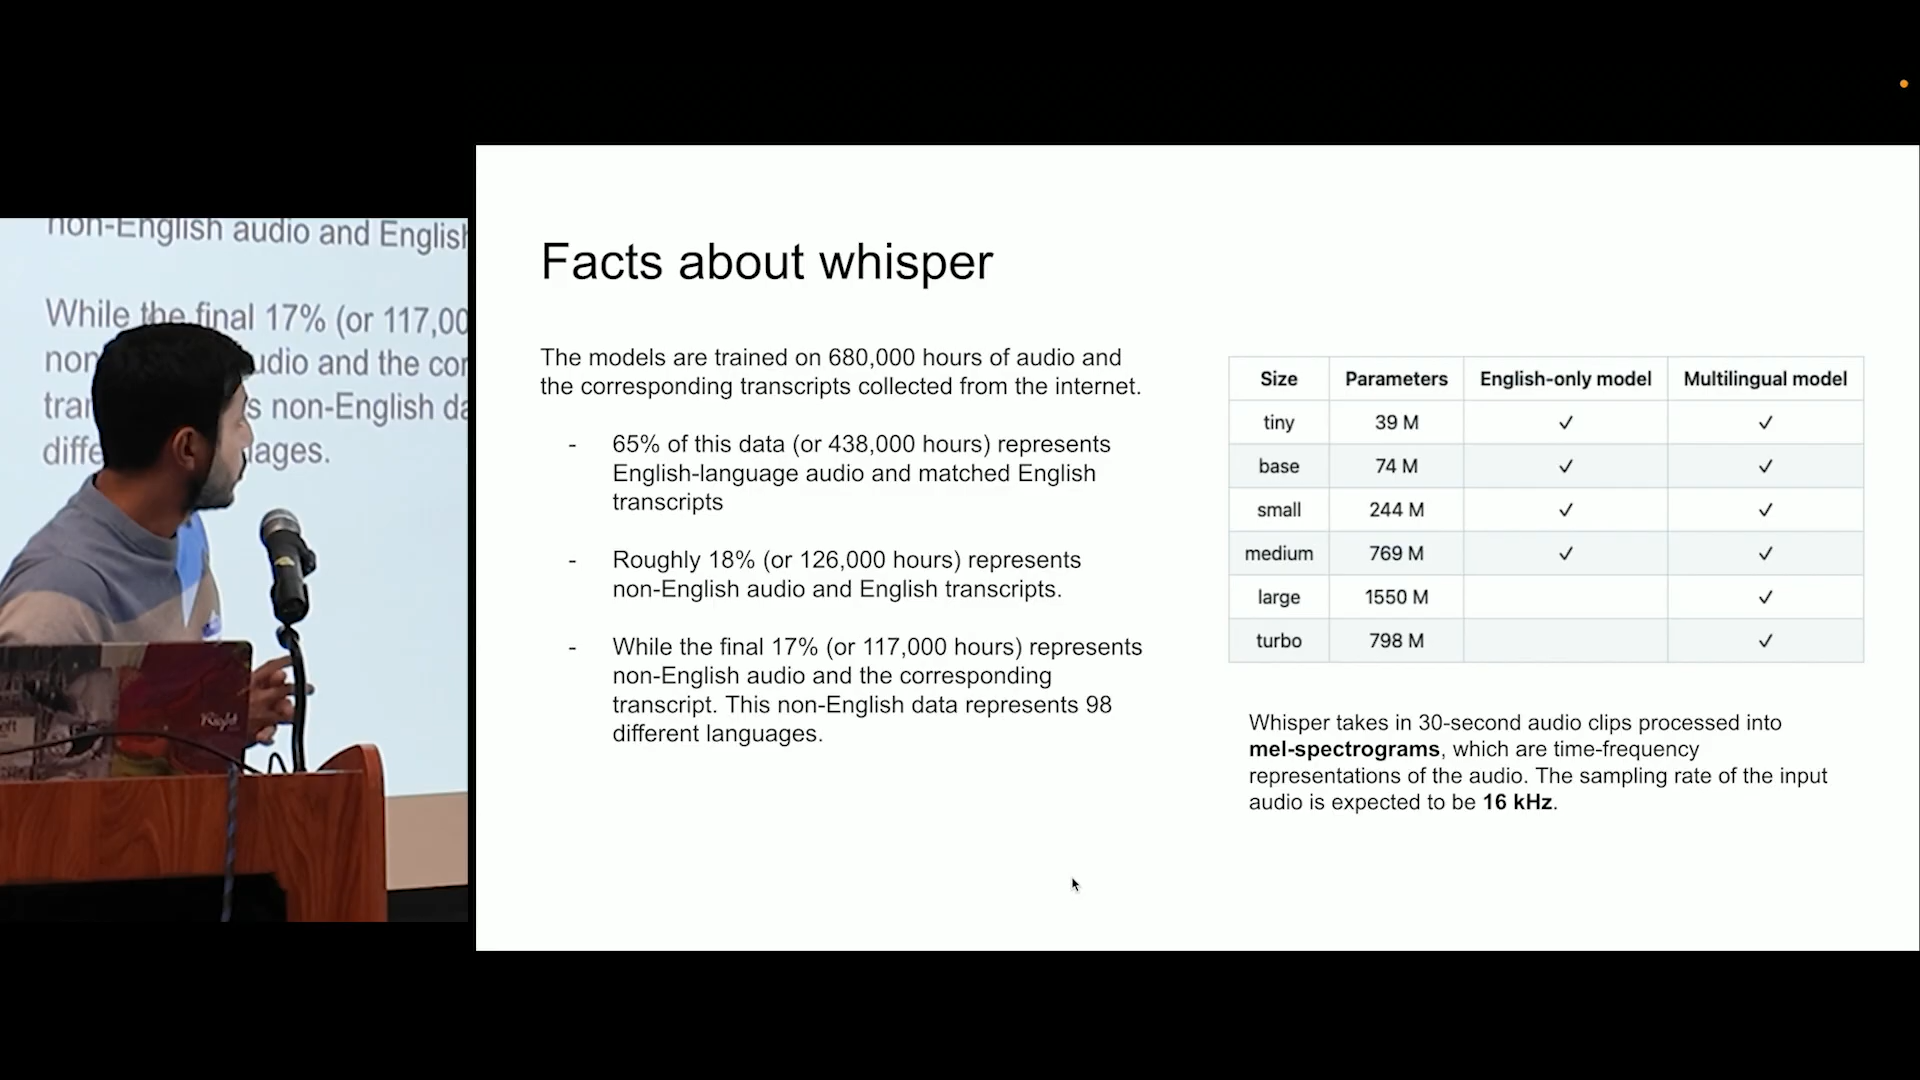 non-English audio and English
While the final 17% (or 117,00
non udio and the cor
tran s non-English da
diffe ages.
Facts about whisper
The models are trained on 680,000 hours of audio and
the corresponding transcripts collected from the internet.
- 65% of this data (or 438,000 hours) represents
English-language audio and matched English
transcripts
- Roughly 18% (or 126,000 hours) represents
non-English audio and English transcripts.
- While the final 17% (or 117,000 hours) represents
non-English audio and the corresponding
transcript. This non-English data represents 98
different languages.
Size Parameters English-only model Multilingual model
tiny 39 M ✓ ✓
base 74 M ✓ ✓
small 244 M ✓ ✓
medium 769 M ✓ ✓
large 1550 M ✓
turbo 798 M ✓
Whisper takes in 30-second audio clips processed into
mel-spectrograms, which are time-frequency
representations of the audio. The sampling rate of the input
audio is expected to be 16 kHz.